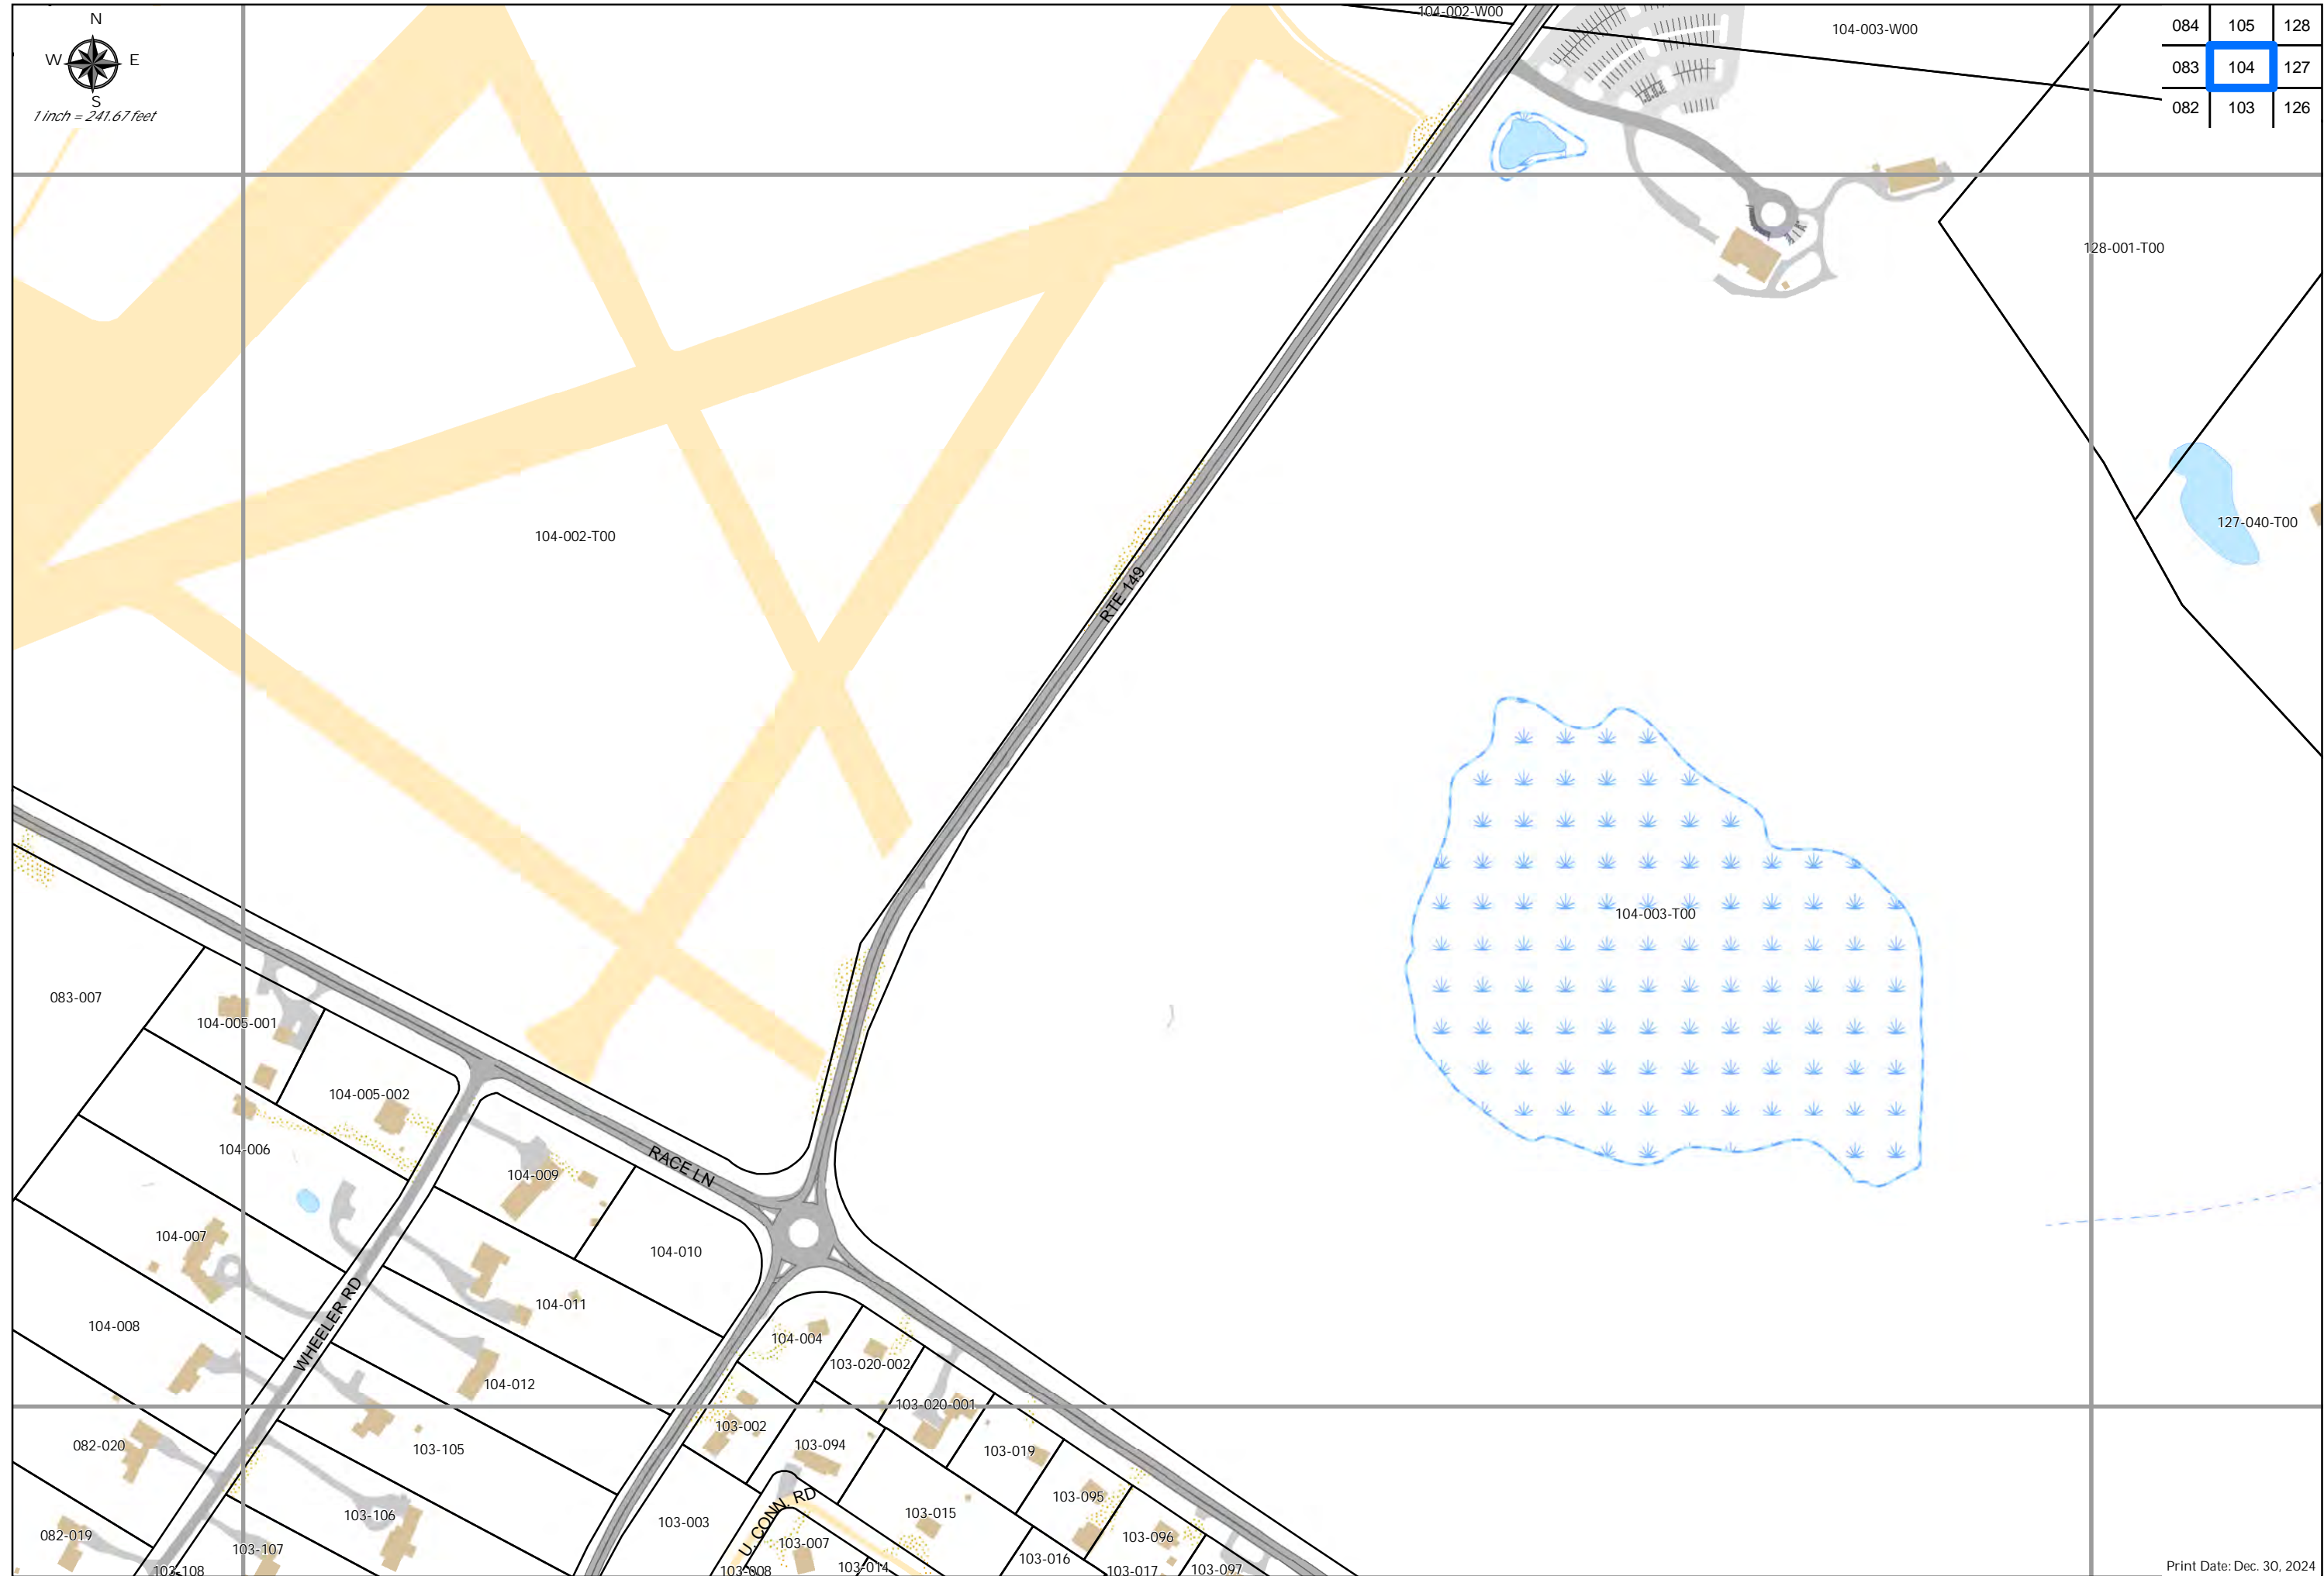 N
W E
S
1 inch = 241.67 feet
104-002-W00
104-003-W00
084 105 128
083 104 127
082 103 126
128-001-T00
127-040-T00
104-002-T00
RTE 149
104-003-T00
083-007
104-005-001
104-005-002
104-006
104-009
RACE LN
104-007
104-010
104-011
104-008
WHEELER RD
104-004
103-020-002
104-012
103-020-001
103-002
082-020
103-105
103-094
103-019
103-095
103-106
103-003
U. CONN. RD
103-015
082-019
103-107
103-007
103-096
103-016
103-108
103-008
103-014
103-017
103-097
Print Date: Dec. 30, 2024